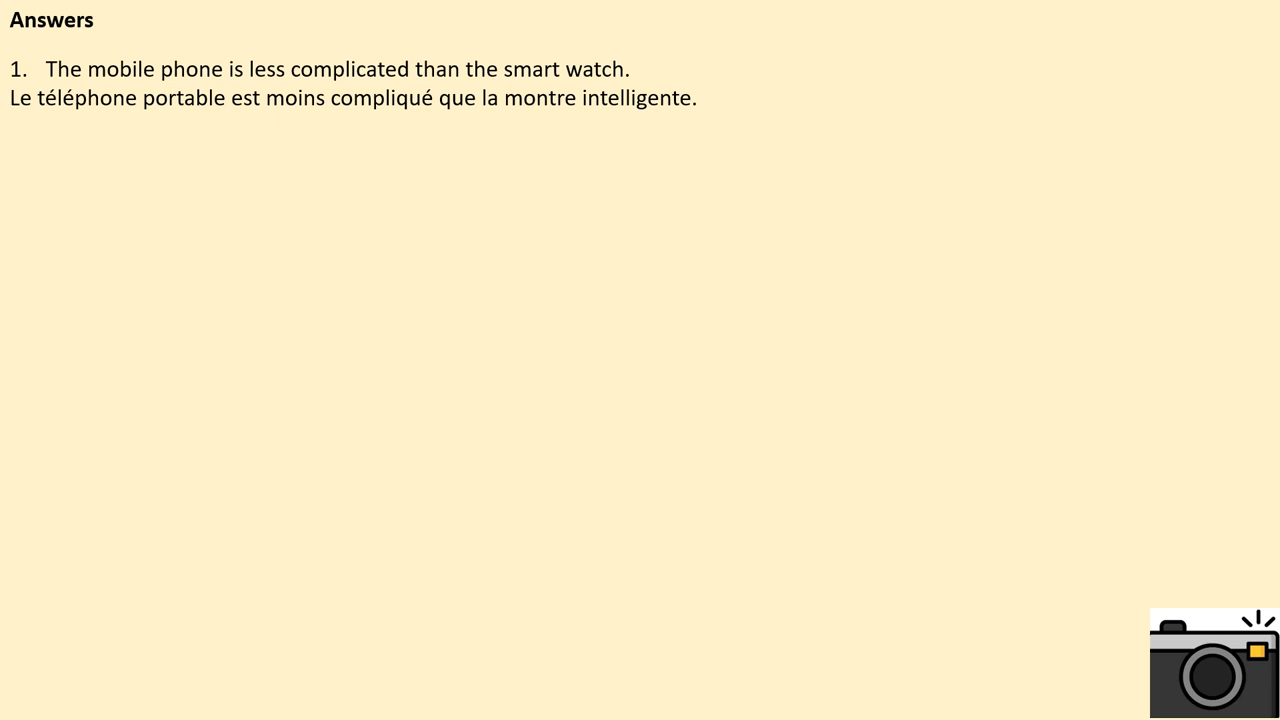 Answers
1. The mobile phone is less complicated than the smart watch.
Le téléphone portable est moins compliqué que la montre intelligente.